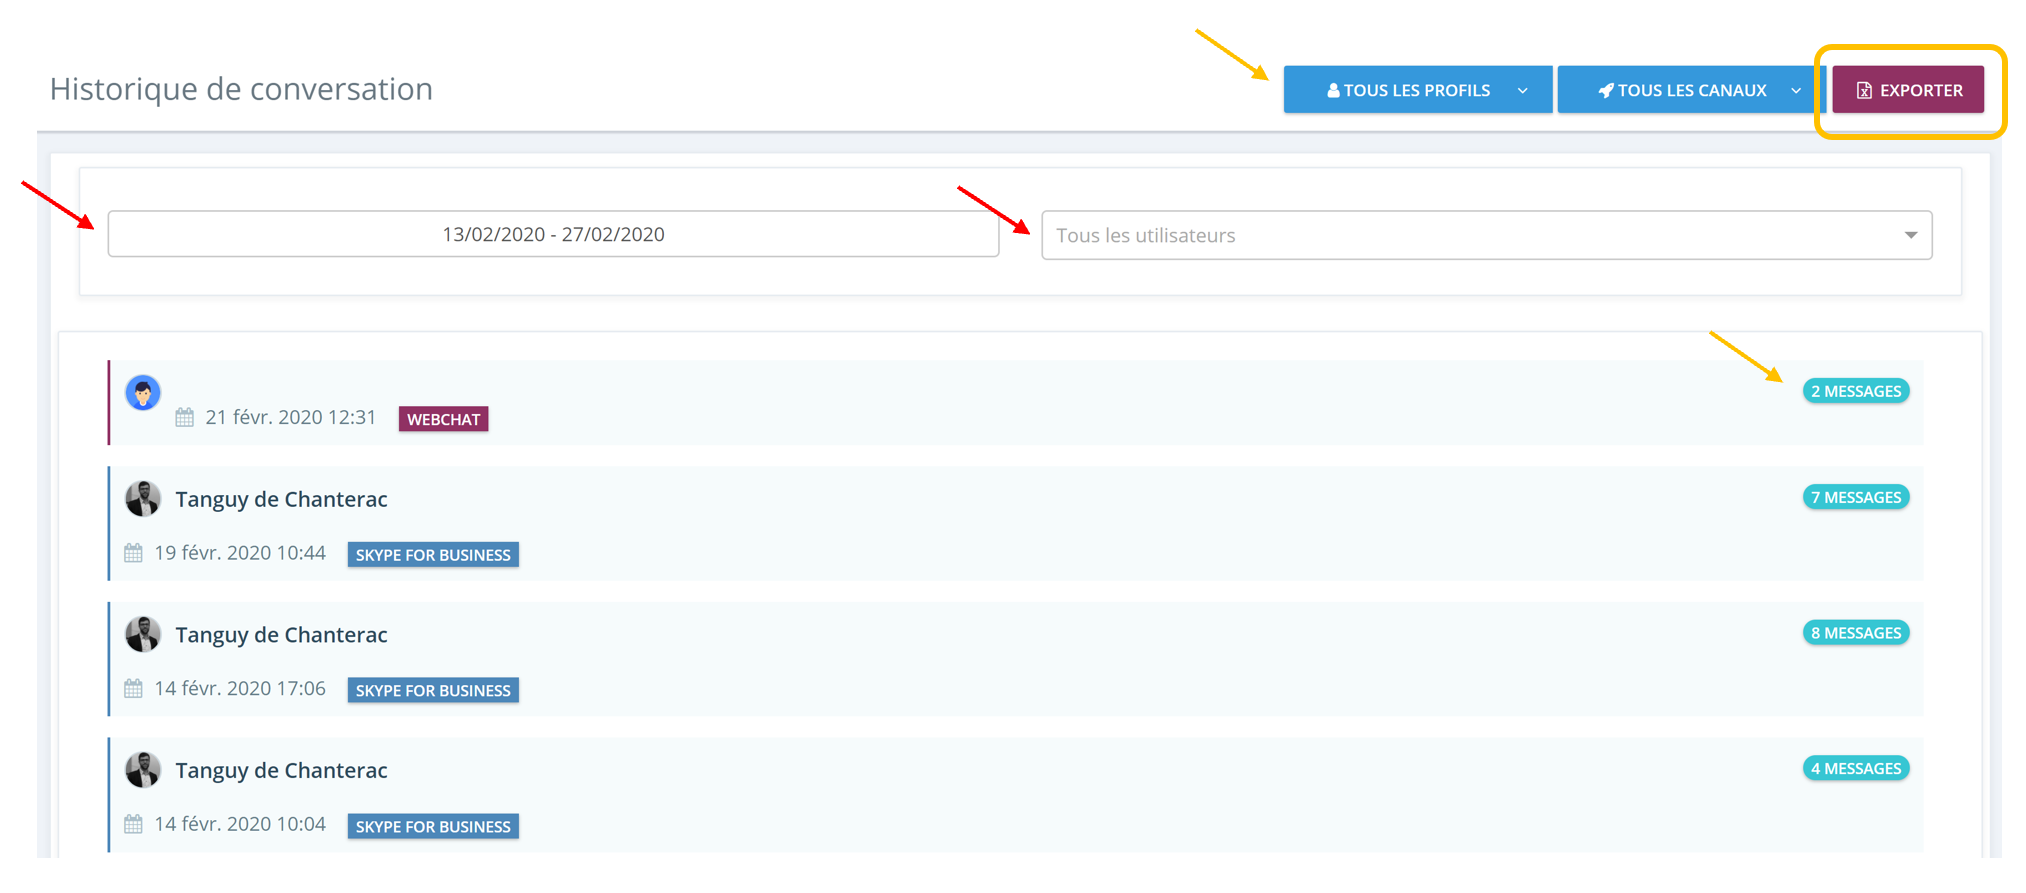 Historique de conversation
TOUS LES PROFILS
TOUS LES CANAUX
EXPORTER
13/02/2020 - 27/02/2020
Tous les utilisateurs
2 MESSAGES
21 févr. 2020 12:31 WEBCHAT
Tanguy de Chanterac
7 MESSAGES
19 févr. 2020 10:44 SKYPE FOR BUSINESS
Tanguy de Chanterac
8 MESSAGES
14 févr. 2020 17:06 SKYPE FOR BUSINESS
Tanguy de Chanterac
4 MESSAGES
14 févr. 2020 10:04 SKYPE FOR BUSINESS